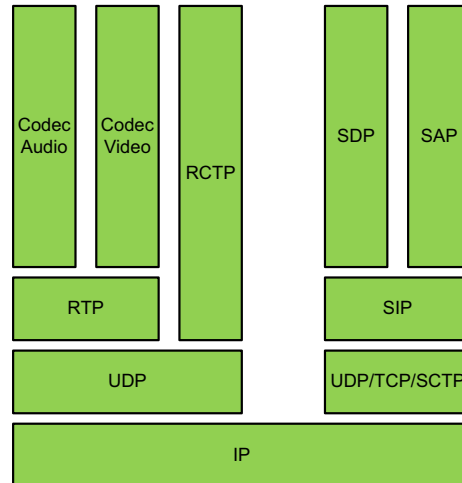 Codec
Audio
Codec
Video
RCTP
SDP
SAP
RTP
SIP
UDP
UDP/TCP/SCTP
IP